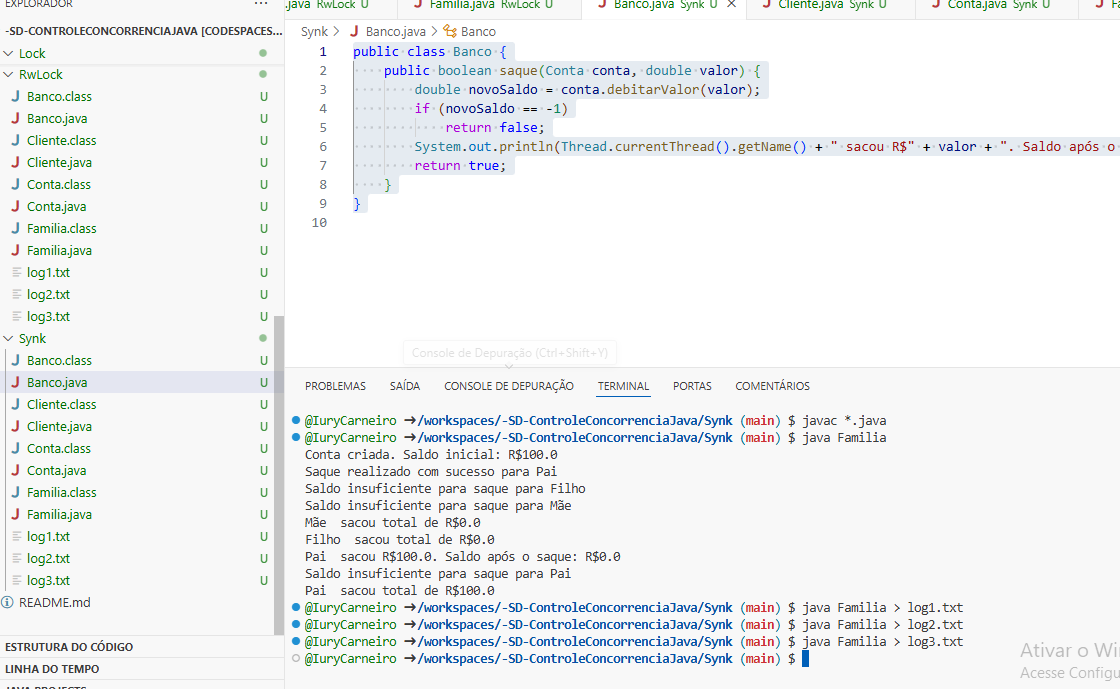 EXPLORADOR ...
.java RwLock U Familia.java RwLock U Banco.java Synk U × Cliente.java Synk U Conta.java Synk U
-SD-CONTROLECONCORRENCIAJAVA [CODESPACES...
Lock
RwLock
Banco.class U
Banco.java U
Cliente.class U
Cliente.java U
Conta.class U
Conta.java U
Familia.class U
Familia.java U
log1.txt U
log2.txt U
log3.txt U
Synk
Banco.class U
Banco.java U
Cliente.class U
Cliente.java U
Conta.class U
Conta.java U
Familia.class U
Familia.java U
log1.txt U
log2.txt U
log3.txt U
README.md
ESTRUTURA DO CÓDIGO
LINHA DO TEMPO
JAVA PROJECTS
Synk > Banco.java > Banco
1 public class Banco {
2 public boolean saque(Conta conta, double valor) {
3 double novoSaldo = conta.debitarValor(valor);
4 if (novoSaldo == -1)
5 return false;
6 System.out.println(Thread.currentThread().getName() + " sacou R$" + valor + ". Saldo após o
7 return true;
8 }
9 }
10
Console de Depuração (Ctrl+Shift+Y)
PROBLEMAS SAÍDA CONSOLE DE DEPURAÇÃO TERMINAL PORTAS COMENTÁRIOS
@IuryCarneiro →/workspaces/-SD-ControleConcorrenciaJava/Synk (main) $ javac *.java
@IuryCarneiro →/workspaces/-SD-ControleConcorrenciaJava/Synk (main) $ java Familia
Conta criada. Saldo inicial: R$100.0
Saque realizado com sucesso para Pai
Saldo insuficiente para saque para Filho
Saldo insuficiente para saque para Mãe
Mãe  sacou total de R$0.0
Filho  sacou total de R$0.0
Pai  sacou R$100.0. Saldo após o saque: R$0.0
Saldo insuficiente para saque para Pai
Pai  sacou total de R$100.0
@IuryCarneiro →/workspaces/-SD-ControleConcorrenciaJava/Synk (main) $ java Familia > log1.txt
@IuryCarneiro →/workspaces/-SD-ControleConcorrenciaJava/Synk (main) $ java Familia > log2.txt
@IuryCarneiro →/workspaces/-SD-ControleConcorrenciaJava/Synk (main) $ java Familia > log3.txt
@IuryCarneiro →/workspaces/-SD-ControleConcorrenciaJava/Synk (main) $
Ativar o Wi
Acesse Configu